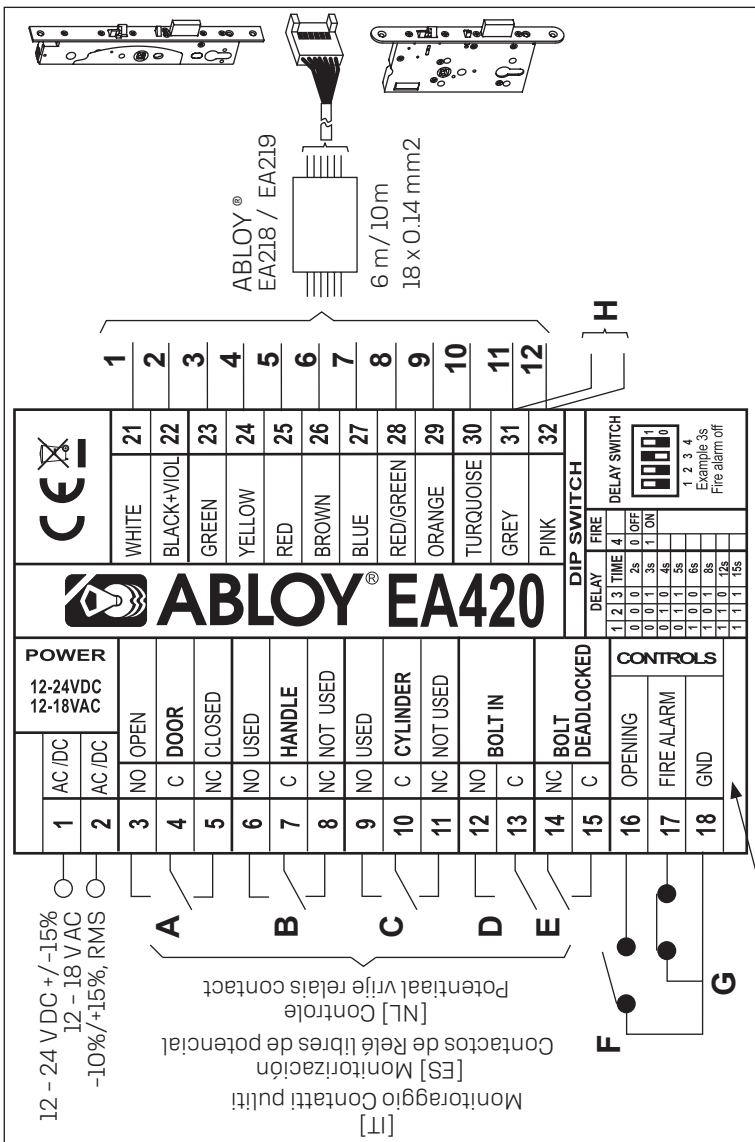 12 - 24 V DC +/-15%
12 - 18 V AC
-10%/+15%, RMS
A
B
C
D
E
F
G
[IT]
Monitoraggio Contatti puliti
[ES] Monitorización
Contactos de Relé libres de potencial
[NL] Controle
Potentiaal vrije relais contact
POWER
12-24VDC
12-18VAC
1 AC /DC
2 AC /DC
3 NO OPEN
4 C DOOR
5 NC CLOSED
6 NO USED
7 C HANDLE
8 NC NOT USED
9 NO USED
10 C CYLINDER
11 NC NOT USED
12 NO
BOLT IN
13 C
14 NC
BOLT
DEADLOCKED
15 C
CONTROLS
16 OPENING
17 FIRE ALARM
18 GND
ABLOY® EA420
CE
WHITE 21 1
BLACK+VIOL 22 2
GREEN 23 3
YELLOW 24 4
RED 25 5
BROWN 26 6
BLUE 27 7
RED/GREEN 28 8
ORANGE 29 9
TURQUOISE 30 10
GREY 31 11
PINK 32 12
H
DIP SWITCH
DELAY FIRE
1 2 3 TIME 4
0 0 0 2s 0 OFF
0 0 1 3s 1 ON
0 1 0 4s
0 1 1 5s
1 0 0 6s
1 0 1 8s
1 1 0 12s
1 1 1 15s
DELAY SWITCH
1
0
1 2 3 4
Example 3s
Fire alarm off
ABLOY ®
EA218 / EA219
6 m/10m
18 x 0.14 mm2